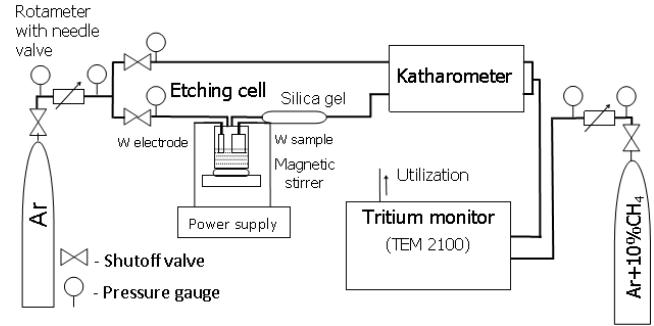 Rotameter
with needle
valve
Etching cell
Silica gel
Katharometer
W electrode
W sample
Magnetic
stirrer
Utilization
Power supply
Tritium monitor
(TEM 2100)
Ar
Ar+10%CH₄
- Shutoff valve
- Pressure gauge